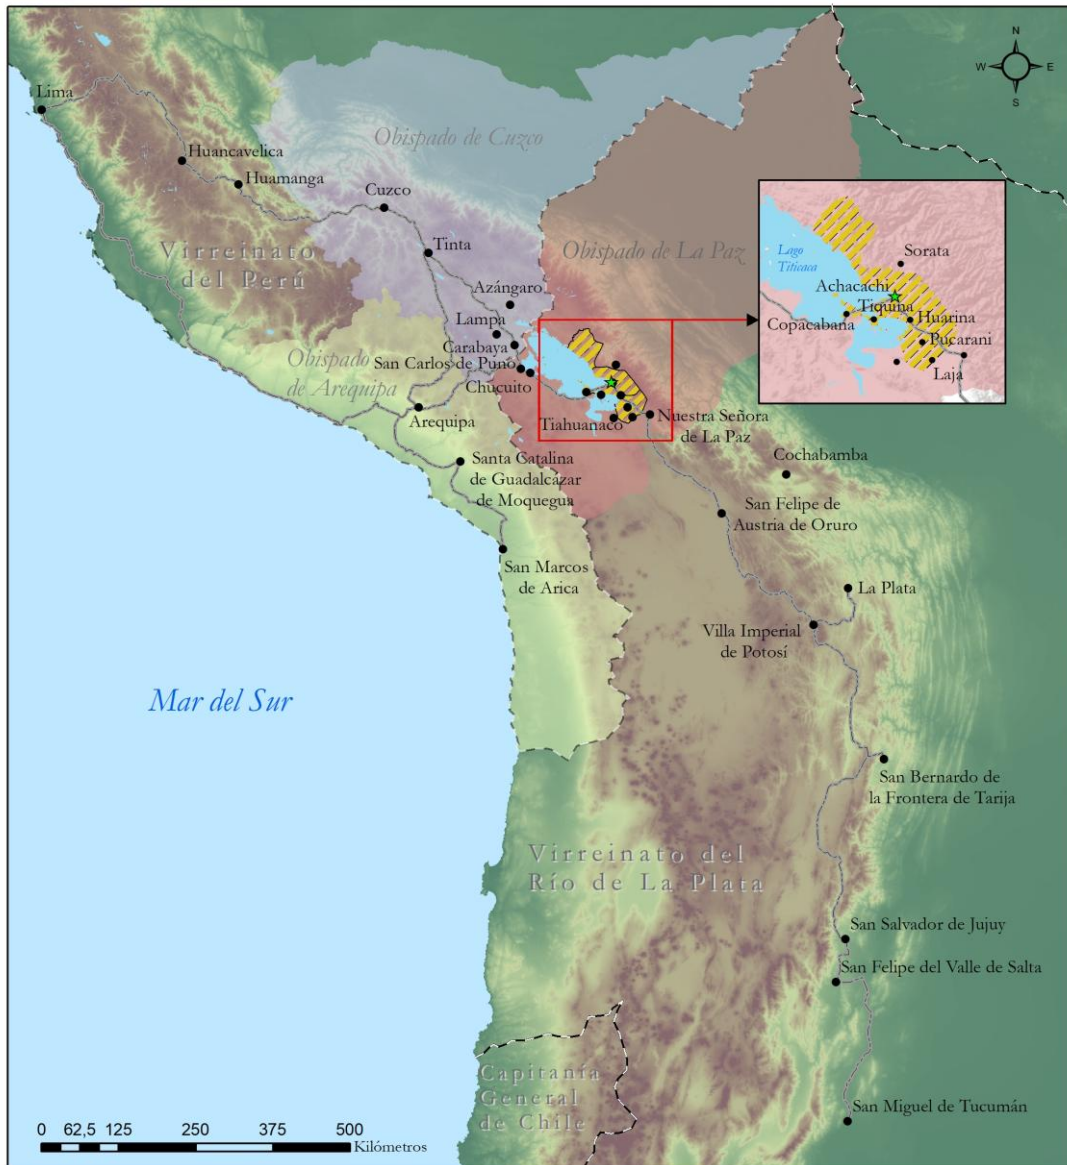 N
W E
S
Lima
Obispado de Cuzco
Huancavelica
Huamanga
Cuzco
Virreinato
del Perú
Tinta
Obispado de La Paz
Azángaro
Lampa
Carabaya
San Carlos de Puno
Chucuito
Obispado
de Arequipa
Arequipa
Tiahuanaco
Nuestra Señora
de La Paz
Lago
Titicaca
Sorata
Achacachi
Tiquina
Copacabana
Huarina
Pucarani
Laja
Santa Catalina
de Guadalcázar
de Moquegua
Cochabamba
San Felipe de
Austria de Oruro
San Marcos
de Arica
La Plata
Villa Imperial
de Potosí
Mar del Sur
San Bernardo de
la Frontera de Tarija
Virreinato del
Río de La Plata
San Salvador de Jujuy
San Felipe del Valle de Salta
Capitanía
General
de Chile
San Miguel de Tucumán
0 62,5 125 250 375 500
Kilómetros